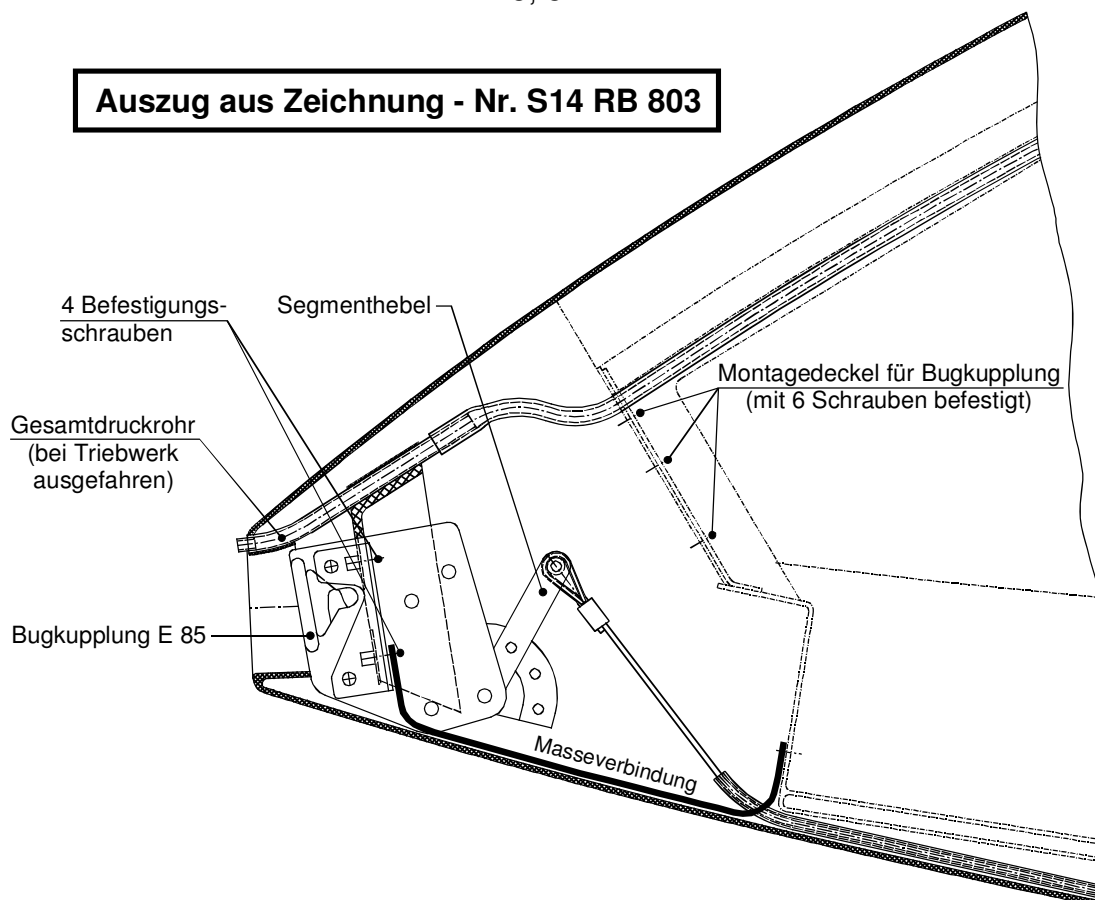 Auszug aus Zeichnung - Nr. S14 RB 803
4 Befestigungs-
schrauben
Segmenthebel
Montagedeckel für Bugkupplung
(mit 6 Schrauben befestigt)
Gesamtdruckrohr
(bei Triebwerk
ausgefahren)
Bugkupplung E 85
Masseverbindung